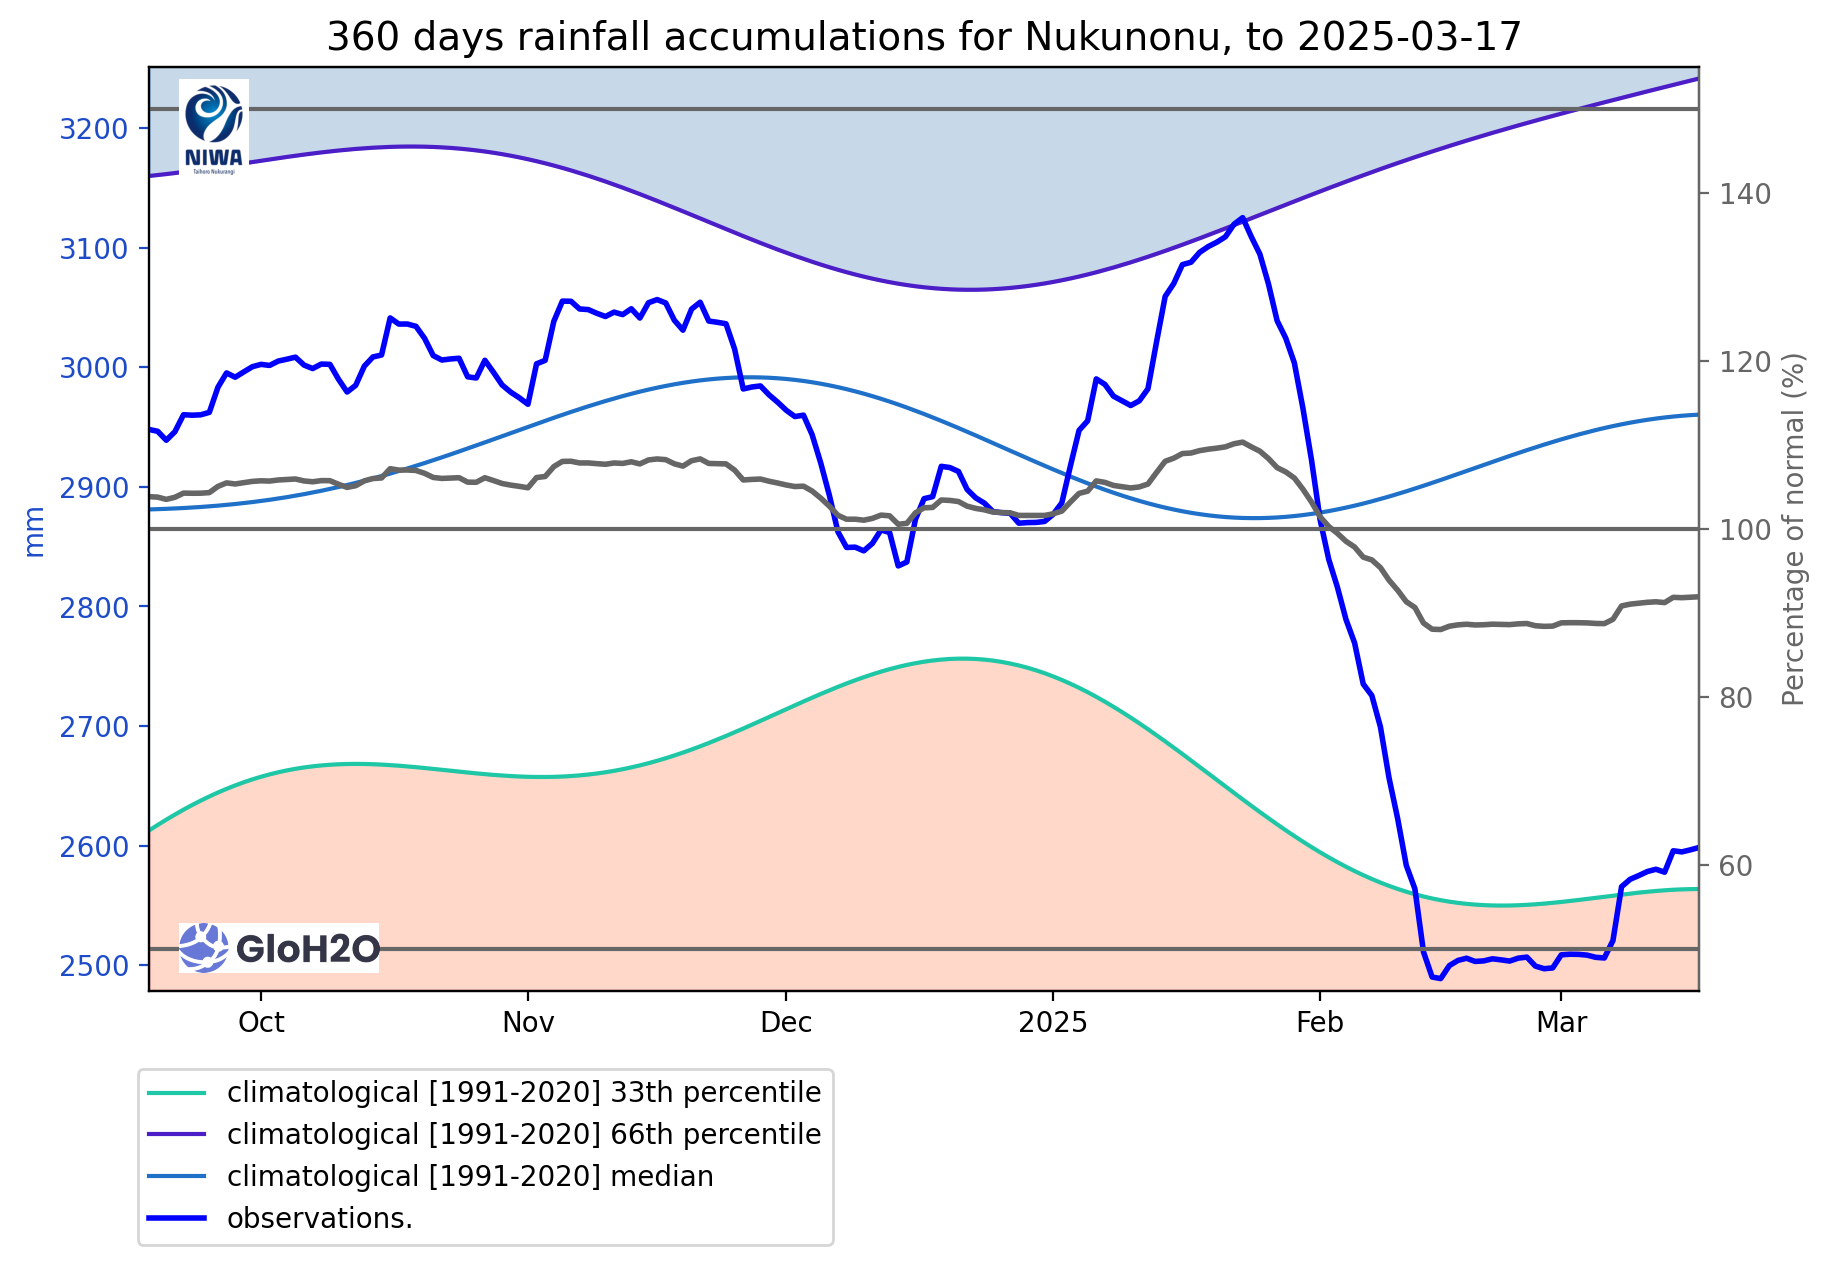 360 days rainfall accumulations for Nukunonu, to 2025-03-17
NIWA
Taihoro Nukurangi
3200
3100
3000
2900
2800
2700
2600
2500
mm
140
120
100
80
60
Percentage of normal (%)
GloH2O
Oct
Nov
Dec
2025
Feb
Mar
climatological [1991-2020] 33th percentile
climatological [1991-2020] 66th percentile
climatological [1991-2020] median
observations.